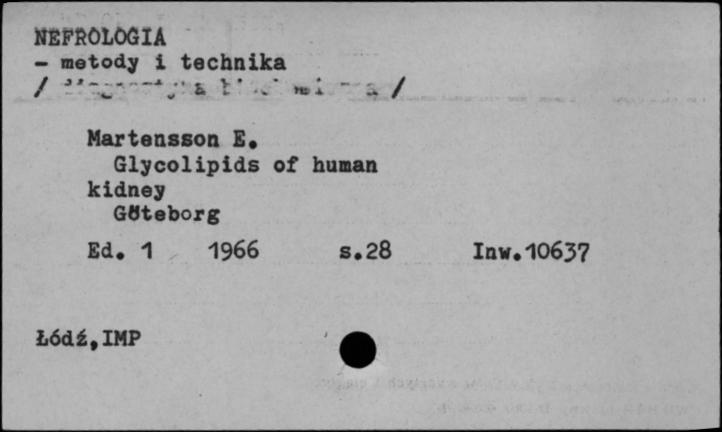 NEFROLOGIA
- metody i technika
/ /
Martensson E.
Glycolipids of human
kidney
Göteborg
Ed. 1 1966 s.28 Inw.10637
Łódź,IMP